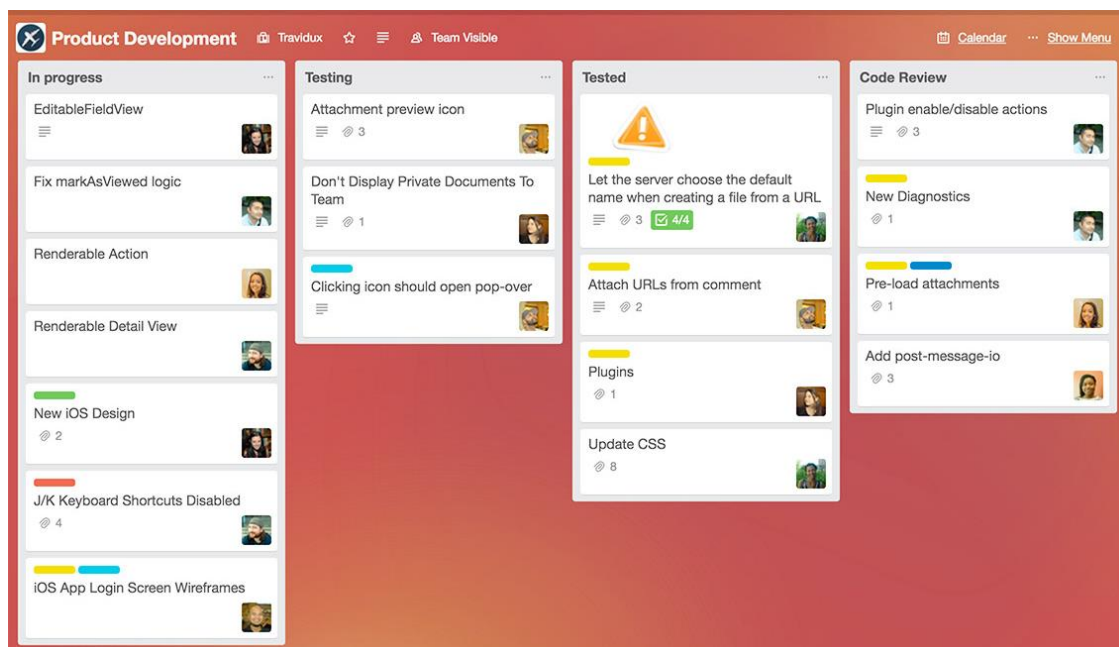 Product Development Travidux Team Visible Calendar ... Show Menu
In progress ...
EditableFieldView
Fix markAsViewed logic
Renderable Action
Renderable Detail View
New iOS Design
2
J/K Keyboard Shortcuts Disabled
4
iOS App Login Screen Wireframes
Testing ...
Attachment preview icon
3
Don't Display Private Documents To
Team
1
Clicking icon should open pop-over
Tested ...
Let the server choose the default
name when creating a file from a URL
3 4/4
Attach URLs from comment
2
Plugins
1
Update CSS
8
Code Review ...
Plugin enable/disable actions
3
New Diagnostics
1
Pre-load attachments
1
Add post-message-io
3